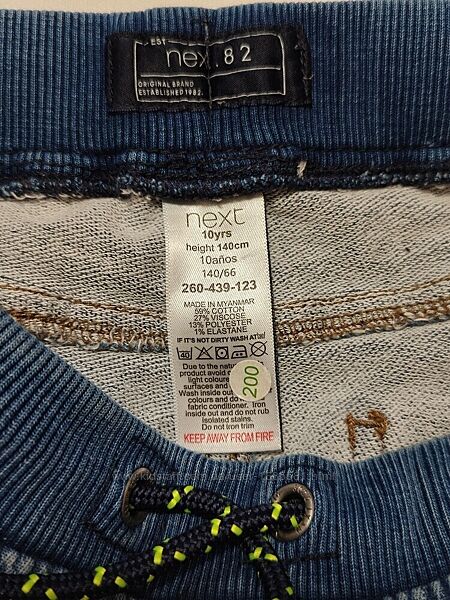 EST
next.82
ORIGINAL BRAND
ESTABLISHED 1982.
next
10yrs
height 140cm
10años
140/66
260-439-123
MADE IN MYANMAR
59% COTTON
27% VISCOSE
13% POLYESTER
1% ELASTANE
IF IT'S NOT DIRTY WASH AT
40
Due to the
product avoid
light colour
surfaces and
Wash inside out
colours and do
fabric conditioner. Iron
inside out and do not rub
isolated stains.
Do not iron trim
KEEP AWAY FROM FIRE
200